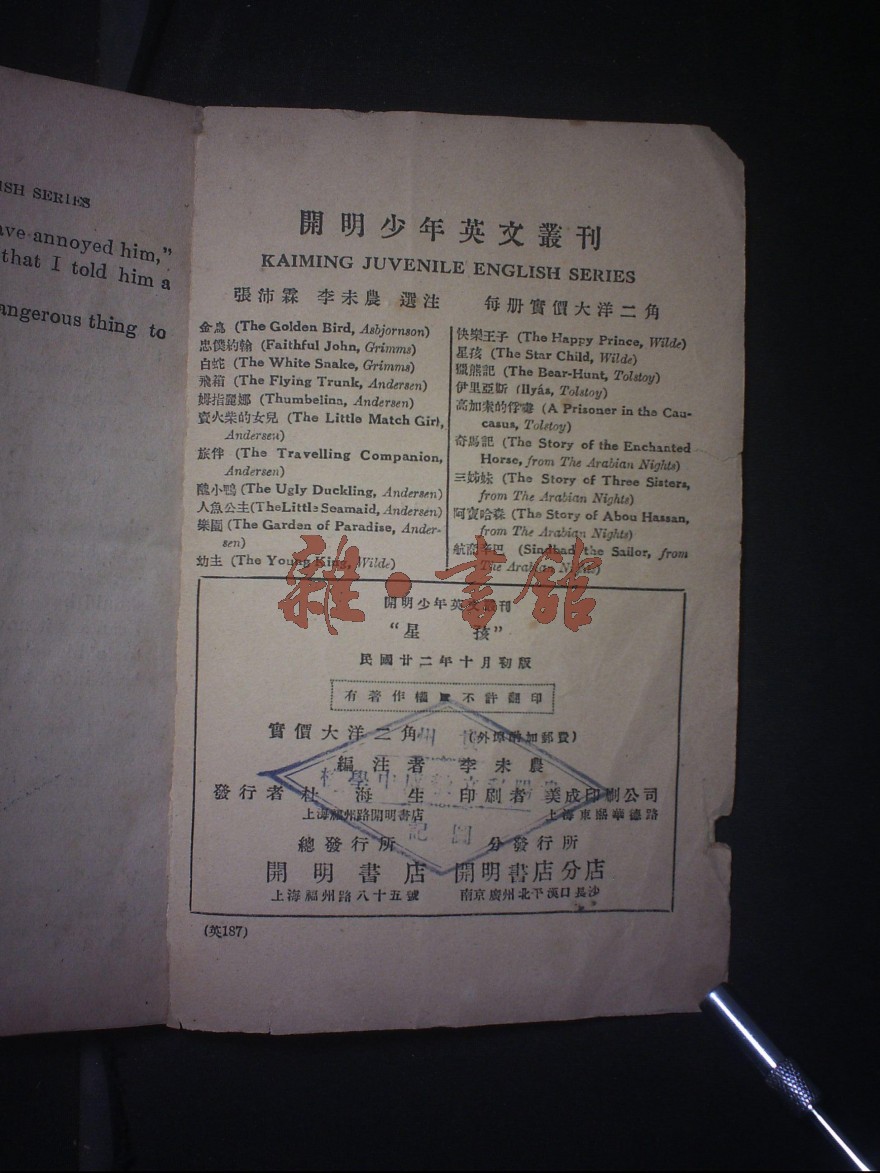 ISH SERIES
ave annoyed him,”
that I told him a
angerous thing to
開明少年英文叢刊
KAIMING JUVENILE ENGLISH SERIES
張沛霖 李未農 選注 每册實價大洋二角
金鳥 (The Golden Bird, Asbjornson)
忠僕約翰 (Faithful John, Grimms)
白蛇 (The White Snake, Grimms)
飛箱 (The Flying Trunk, Andersen)
姆指麗娜 (Thumbelina, Andersen)
賣火柴的女兒 (The Little Match Girl,
Andersen)
旅伴 (The Travelling Companion,
Andersen)
醜小鴨 (The Ugly Duckling, Andersen)
人魚公主 (The Little Seamaid, Andersen)
樂園 (The Garden of Paradise, Ander-
sen)
幼主 (The Young King, Wilde)
快樂王子 (The Happy Prince, Wilde)
星孩 (The Star Child, Wilde)
獵熊記 (The Bear-Hunt, Tolstoy)
伊里亞斯 (Ilyás, Tolstoy)
高加索的俘虜 (A Prisoner in the Cau-
casus, Tolstoy)
奇馬記 (The Story of the Enchanted
Horse, from The Arabian Nights)
三姊妹 (The Story of Three Sisters,
from The Arabian Nights)
阿寶哈森 (The Story of Abou Hassan,
from The Arabian Nights)
航商辛巴 (Sindbad the Sailor, from
The Arabian Nights)
雜·書館
開明少年英文叢刊
“星孩”
民國廿二年十月初版
有著作權 不許翻印
實價大洋二角 (外埠酌加郵費)
編注者 李未農
發行者 杜海生 印刷者 美成印刷公司
上海福州路開明書店 上海東熙華德路
總發行所 分發行所
開明書店 開明書店分店
上海福州路八十五號 南京廣州北平漢口長沙
(英187)